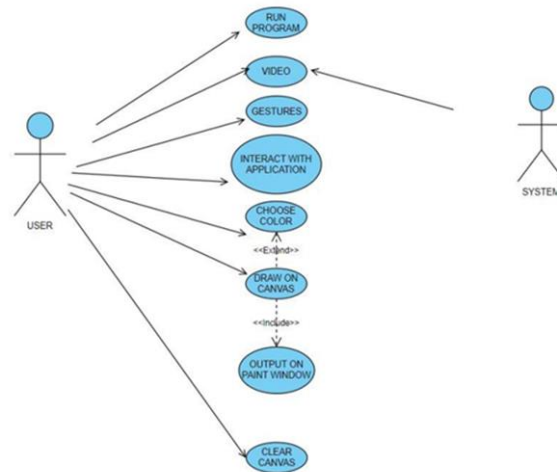 RUN
PROGRAM
VIDEO
GESTURES
INTERACT WITH
APPLICATION
CHOOSE
COLOR
<<Extend>>
DRAW ON
CANVAS
<<Include>>
OUTPUT ON
PAINT WINDOW
CLEAR
CANVAS
USER
SYSTEM